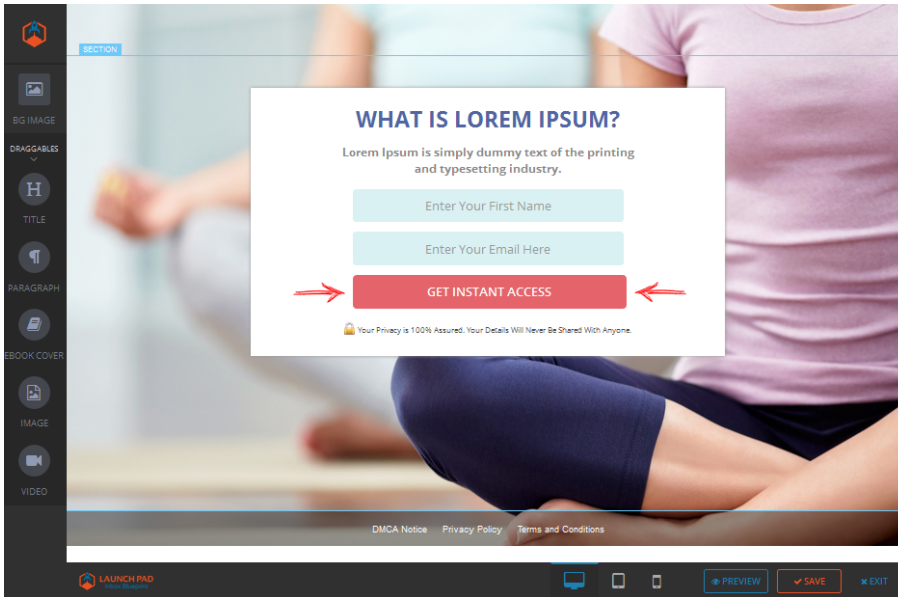 SECTION
BG IMAGE
DRAGGABLES
H
TITLE
PARAGRAPH
EBOOK COVER
IMAGE
VIDEO
WHAT IS LOREM IPSUM?
Lorem Ipsum is simply dummy text of the printing
and typesetting industry.
Enter Your First Name
Enter Your Email Here
GET INSTANT ACCESS
Your Privacy is 100% Assured. Your Details Will Never Be Shared With Anyone.
DMCA Notice Privacy Policy Terms and Conditions
LAUNCH PAD
PREVIEW SAVE EXIT